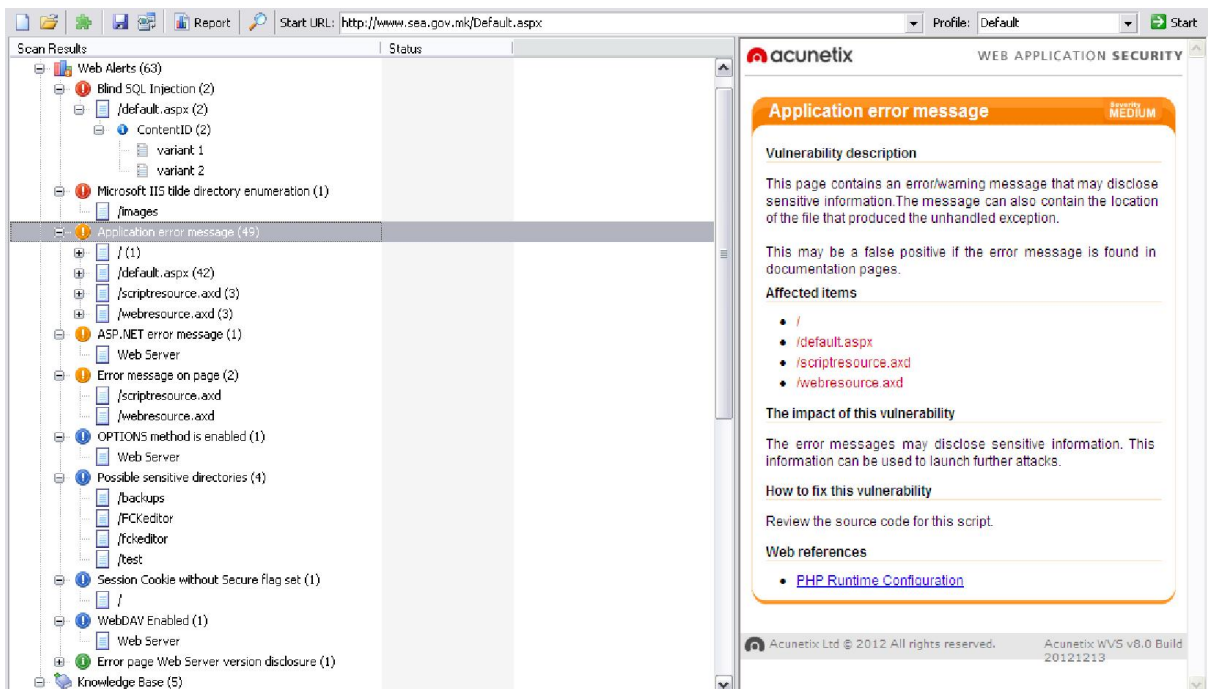 Report Start URL: http://www.sea.gov.mk/Default.aspx Profile: Default Start
Scan Results Status
Web Alerts (63)
Blind SQL Injection (2)
/default.aspx (2)
ContentID (2)
variant 1
variant 2
Microsoft IIS tilde directory enumeration (1)
/images
Application error message (49)
/ (1)
/default.aspx (42)
/scriptresource.axd (3)
/webresource.axd (3)
ASP.NET error message (1)
Web Server
Error message on page (2)
/scriptresource.axd
/webresource.axd
OPTIONS method is enabled (1)
Web Server
Possible sensitive directories (4)
/backups
/FCKeditor
/fckeditor
/test
Session Cookie without Secure flag set (1)
/
WebDAV Enabled (1)
Web Server
Error page Web Server version disclosure (1)
Knowledge Base (5)
acunetix WEB APPLICATION SECURITY
Application error message
Severity
MEDIUM
Vulnerability description
This page contains an error/warning message that may disclose
sensitive information.The message can also contain the location
of the file that produced the unhandled exception.
This may be a false positive if the error message is found in
documentation pages.
Affected items
• /
• /default.aspx
• /scriptresource.axd
• /webresource.axd
The impact of this vulnerability
The error messages may disclose sensitive information. This
information can be used to launch further attacks.
How to fix this vulnerability
Review the source code for this script.
Web references
• PHP Runtime Configuration
Acunetix Ltd © 2012 All rights reserved. Acunetix WVS v8.0 Build
20121213